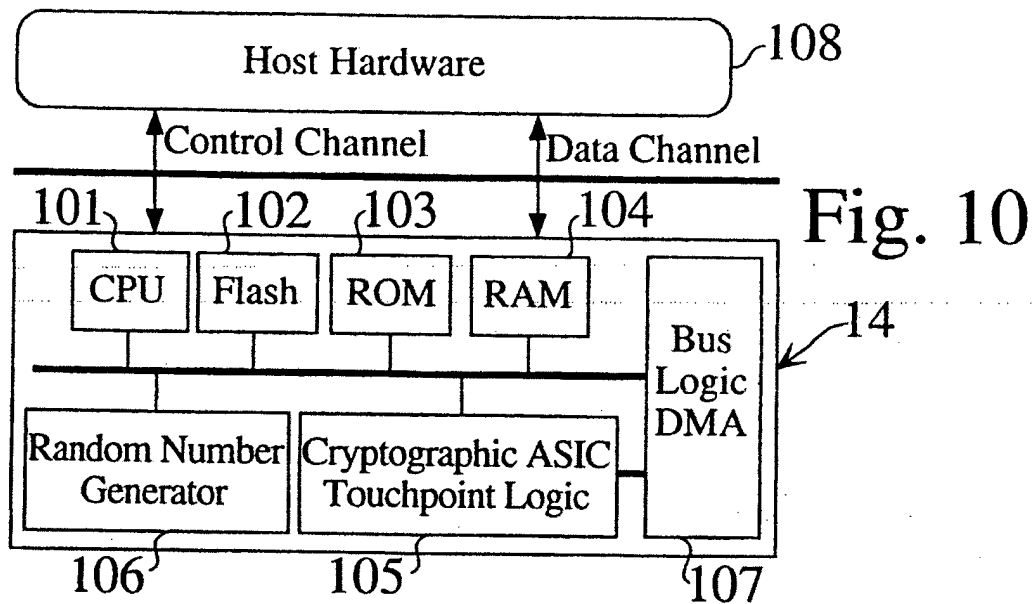 Host Hardware
108
Control Channel
Data Channel
101
102
103
104
Fig. 10
CPU
Flash
ROM
RAM
Bus
Logic
DMA
14
Random Number
Generator
Cryptographic ASIC
Touchpoint Logic
106
105
107